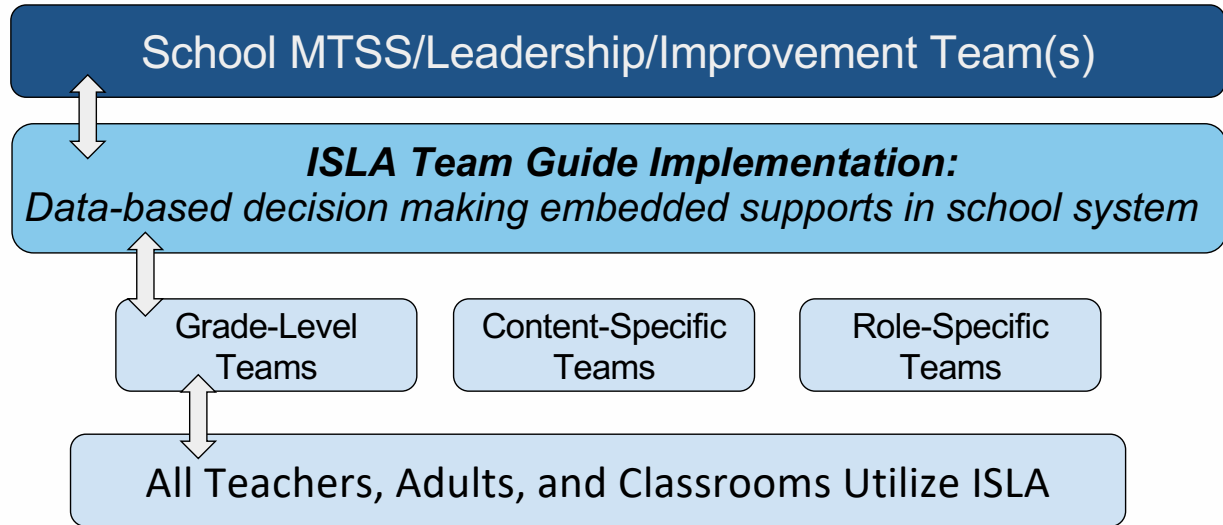 School MTSS/Leadership/Improvement Team(s)
ISLA Team Guide Implementation:
Data-based decision making embedded supports in school system
Grade-Level
Teams
Content-Specific
Teams
Role-Specific
Teams
All Teachers, Adults, and Classrooms Utilize ISLA